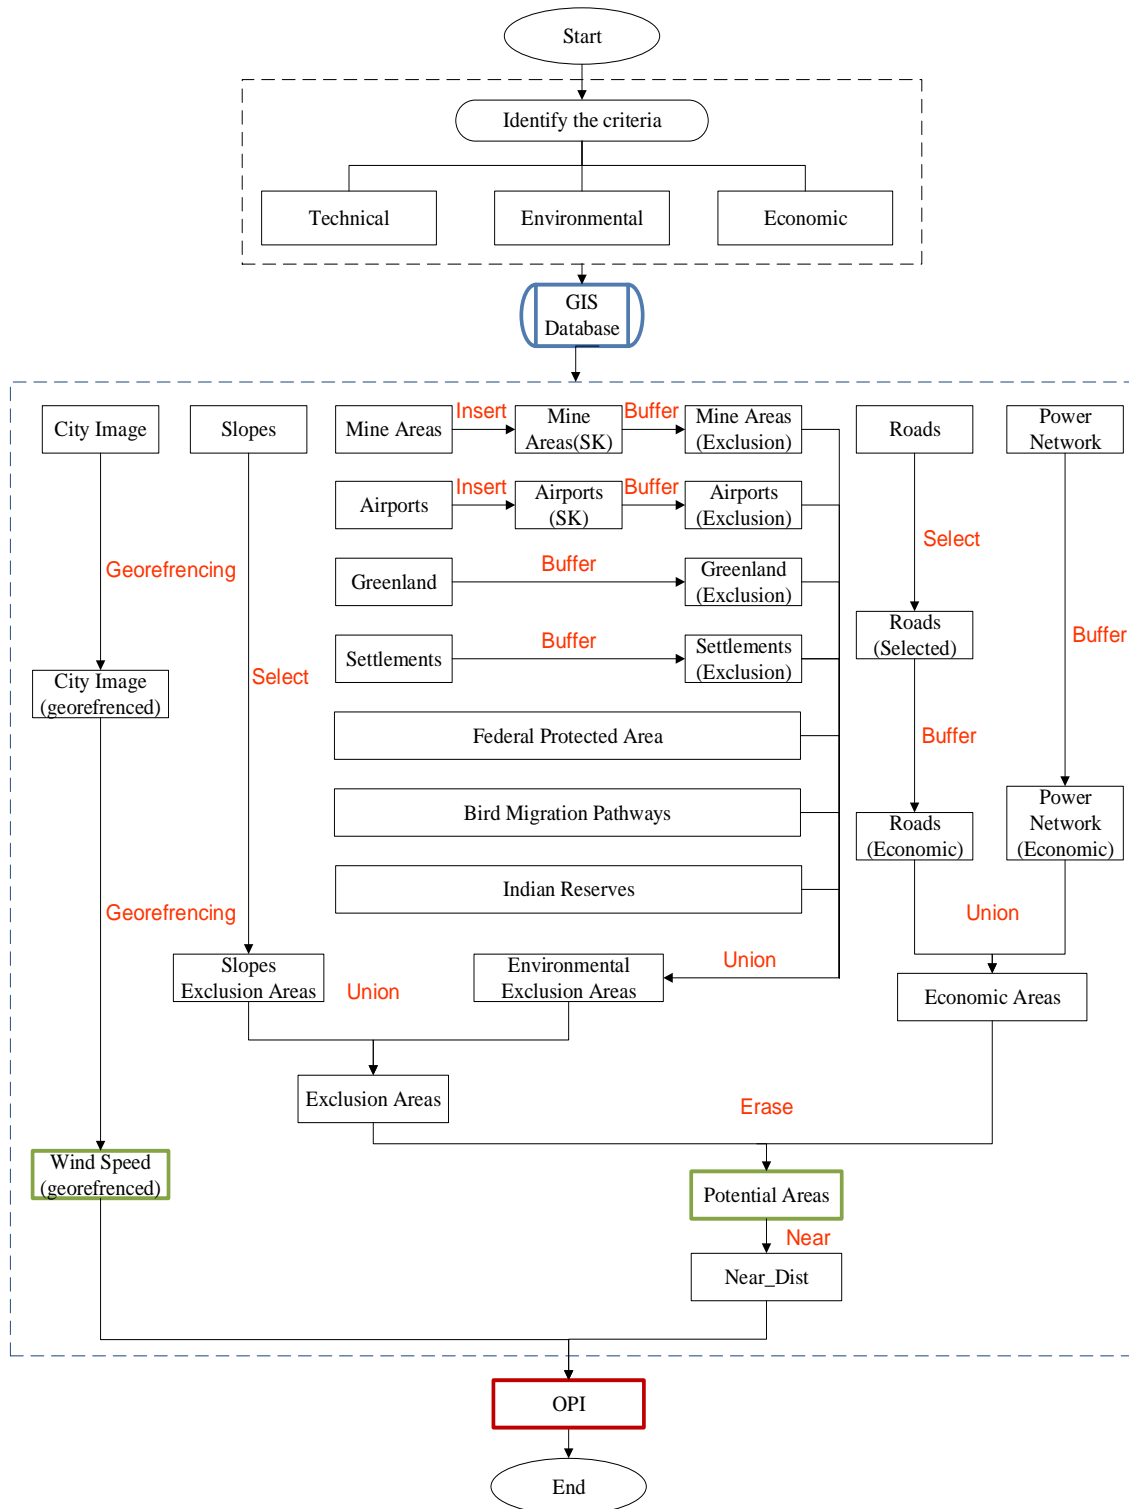 Start
Identify the criteria
Technical
Environmental
Economic
GIS
Database
City Image
Slopes
Mine Areas
Insert
Mine
Areas(SK)
Buffer
Mine Areas
(Exclusion)
Roads
Power
Network
Airports
Insert
Airports
(SK)
Buffer
Airports
(Exclusion)
Select
Georefrencing
Greenland
Buffer
Greenland
(Exclusion)
Roads
(Selected)
Buffer
Settlements
Buffer
Settlements
(Exclusion)
Select
City Image
(georefrenced)
Federal Protected Area
Buffer
Bird Migration Pathways
Power
Network
(Economic)
Roads
(Economic)
Indian Reserves
Georefrencing
Union
Slopes
Exclusion Areas
Union
Environmental
Exclusion Areas
Union
Economic Areas
Exclusion Areas
Erase
Wind Speed
(georefrenced)
Potential Areas
Near
Near_Dist
OPI
End